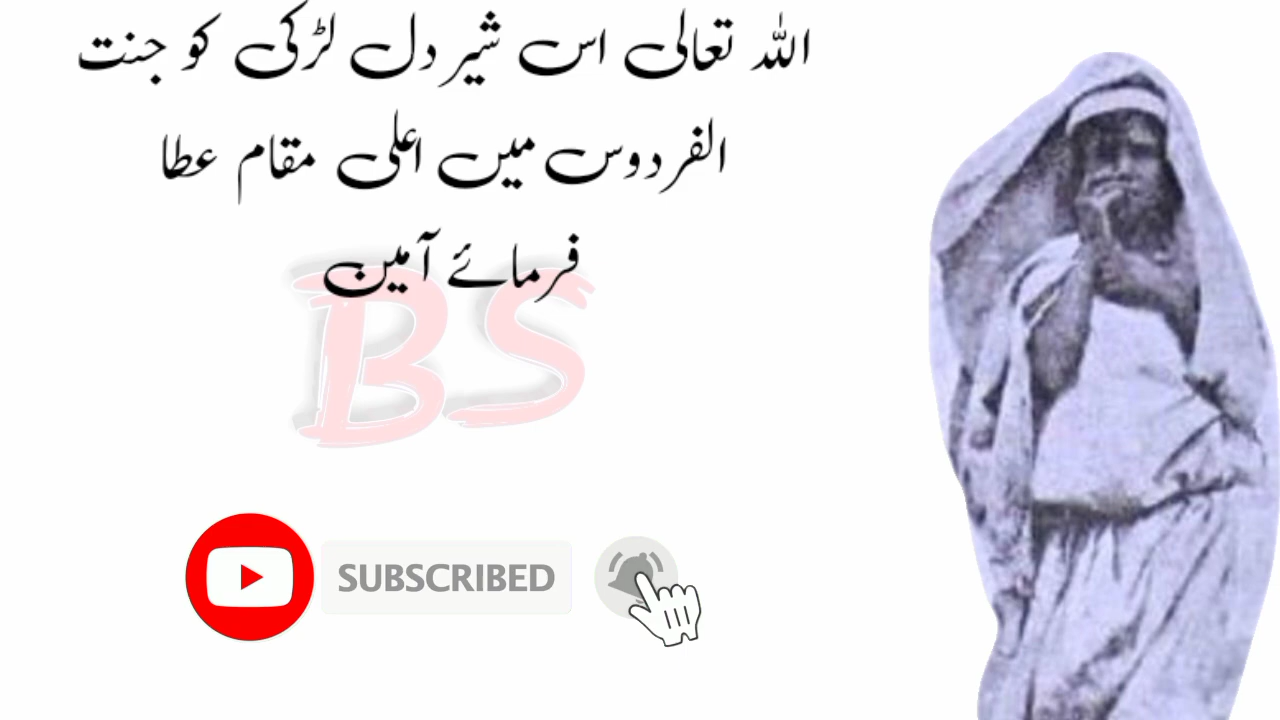 اللہ تعالی اس شیر دل لڑکی کو جنت
الفردوس میں اعلی مقام عطا
فرمائے آمین
BS
SUBSCRIBED